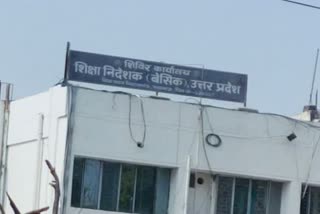 शिविर कार्यालय
शिक्षा निदेशक (बेसिक), उत्तर प्रदेश